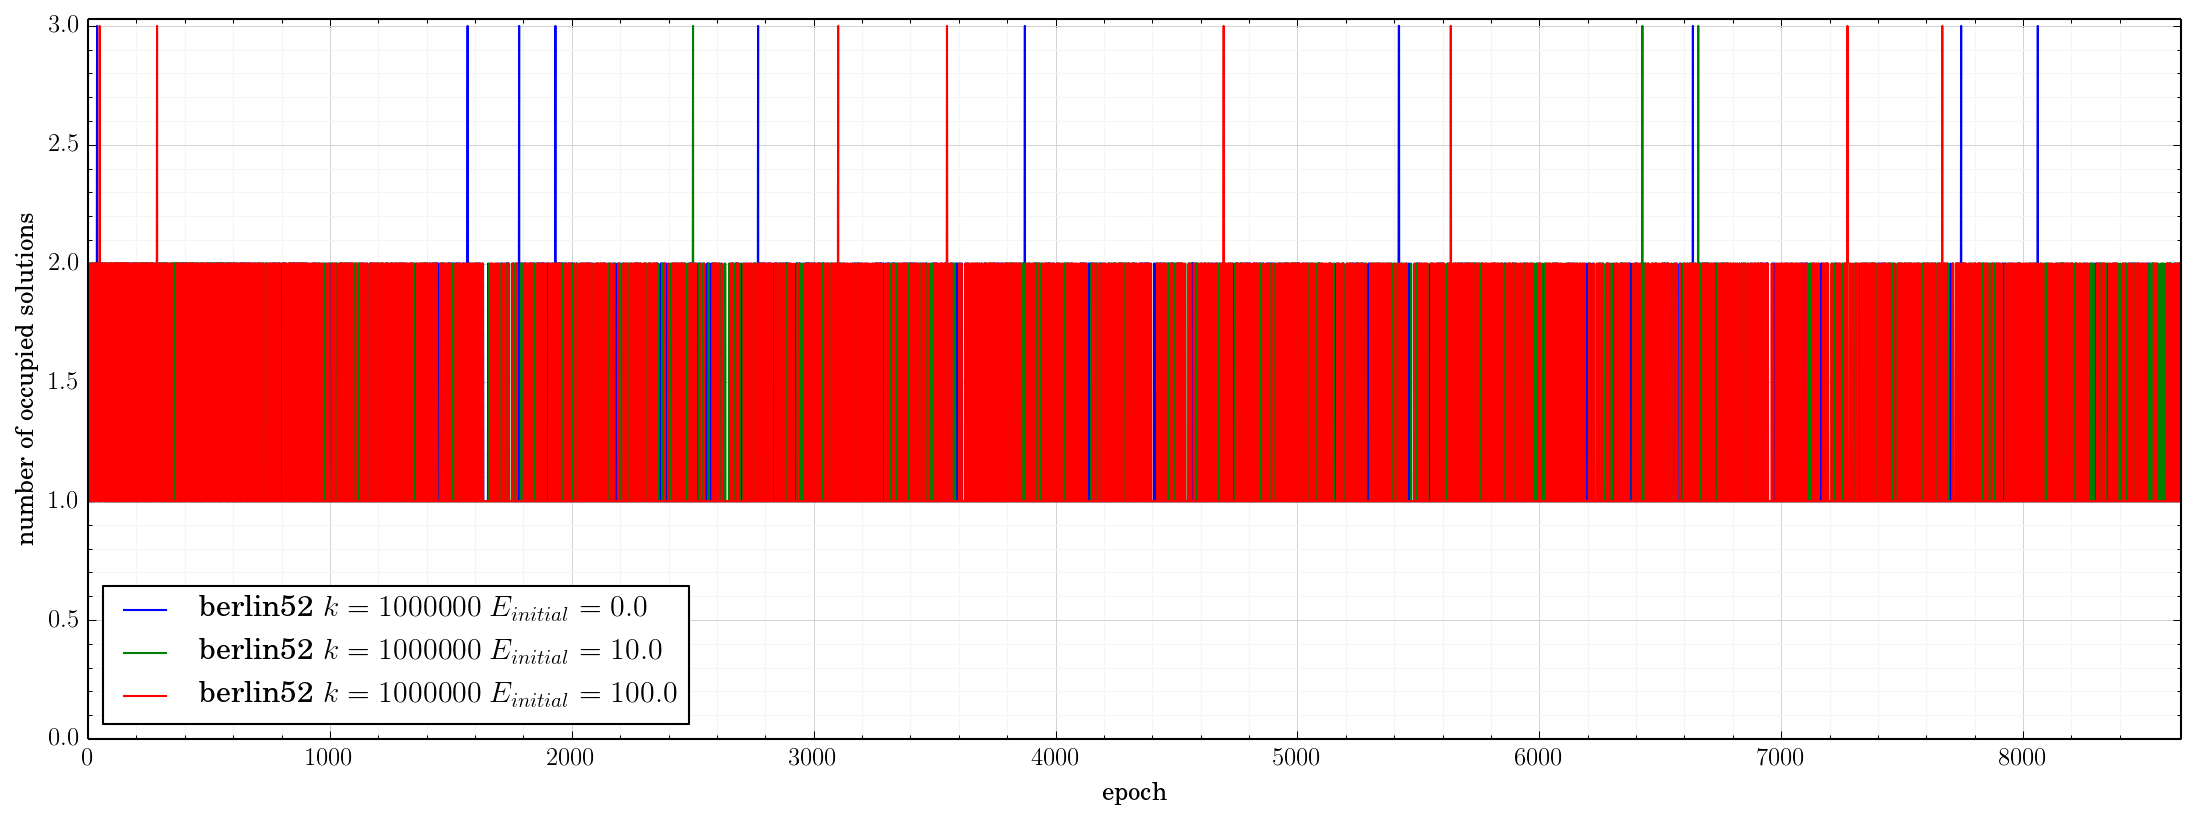 3.0
2.5
2.0
1.5
1.0
0.5
0.0
number of occupied solutions
berlin52 k = 1000000 E_initial = 0.0
berlin52 k = 1000000 E_initial = 10.0
berlin52 k = 1000000 E_initial = 100.0
0 1000 2000 3000 4000 5000 6000 7000 8000
epoch